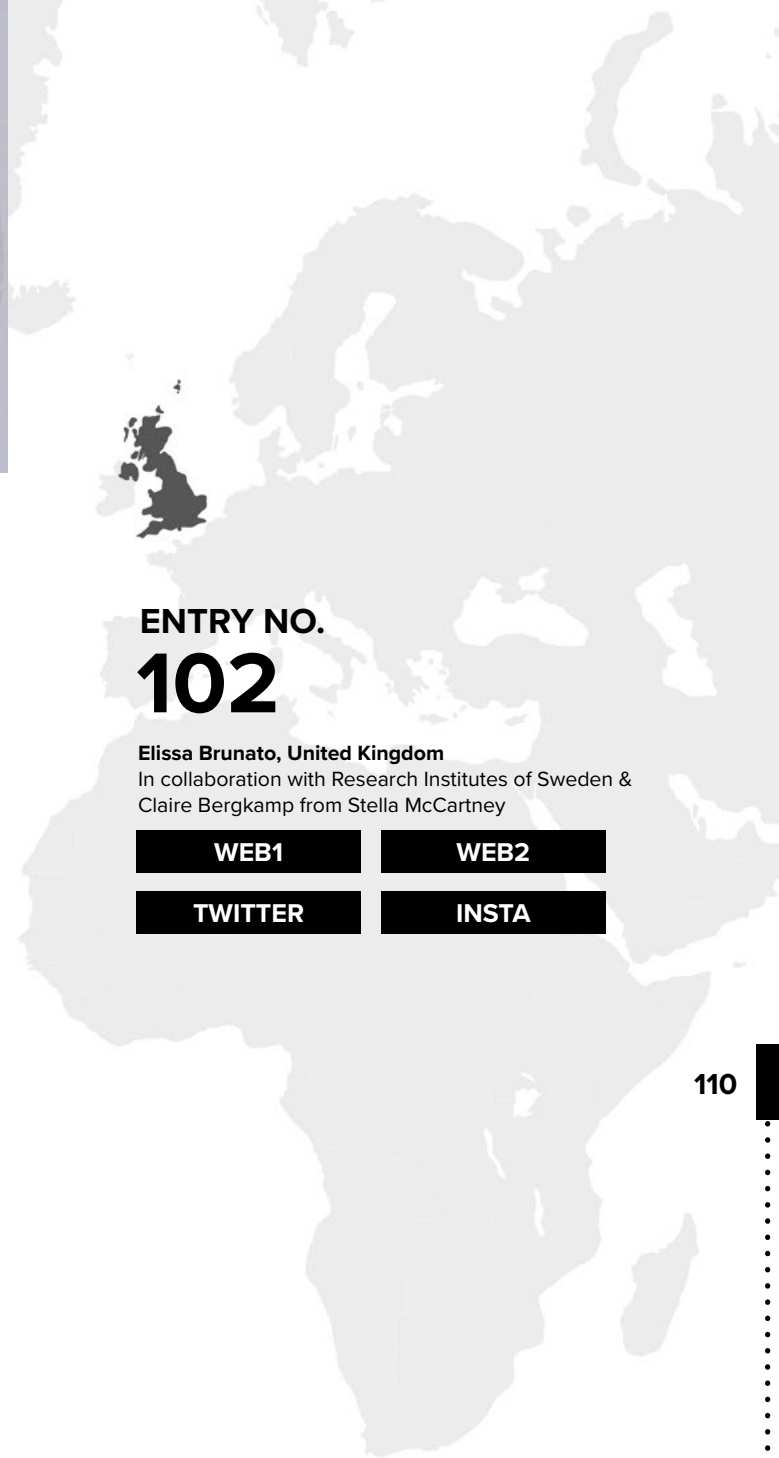 ENTRY NO.
102
Elissa Brunato, United Kingdom
In collaboration with Research Institutes of Sweden &
Claire Bergkamp from Stella McCartney
WEB1
WEB2
TWITTER
INSTA
110